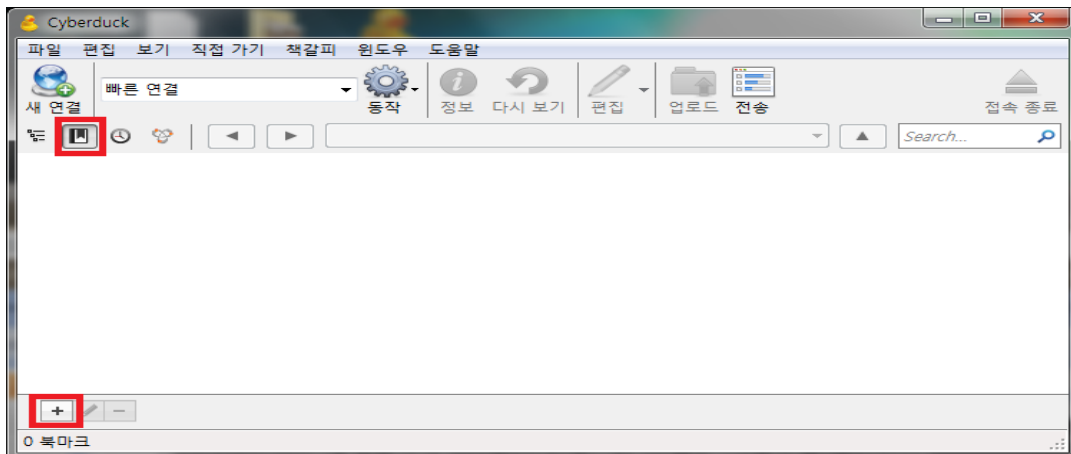 Cyberduck
파일 편집 보기 직접 가기 책갈피 윈도우 도움말
빠른 연결
새 연결 동작 정보 다시 보기 편집 업로드 전송 접속 종료
Search...
0 북마크